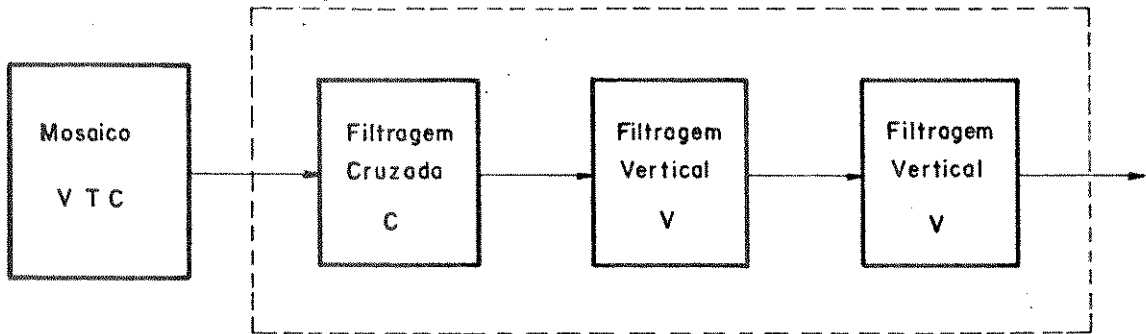 Mosaico
V T C
Filtragem
Cruzada
C
Filtragem
Vertical
V
Filtragem
Vertical
V